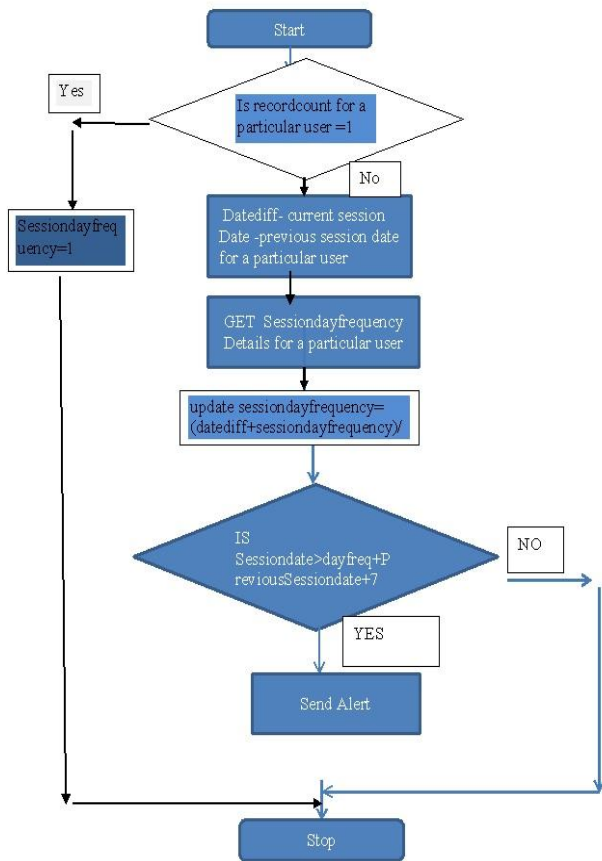 Start
Yes
Is recordcount for a
particular user =1
No
Sessiondayfreq
uency=1
Datediff- current session
Date -previous session date
for a particular user
GET Sessiondayfrequency
Details for a particular user
update sessiondayfrequency=
(datediff+sessiondayfrequency)/
IS
Sessiondate>dayfreq+P
reviousSessiondate+7
NO
YES
Send Alert
Stop